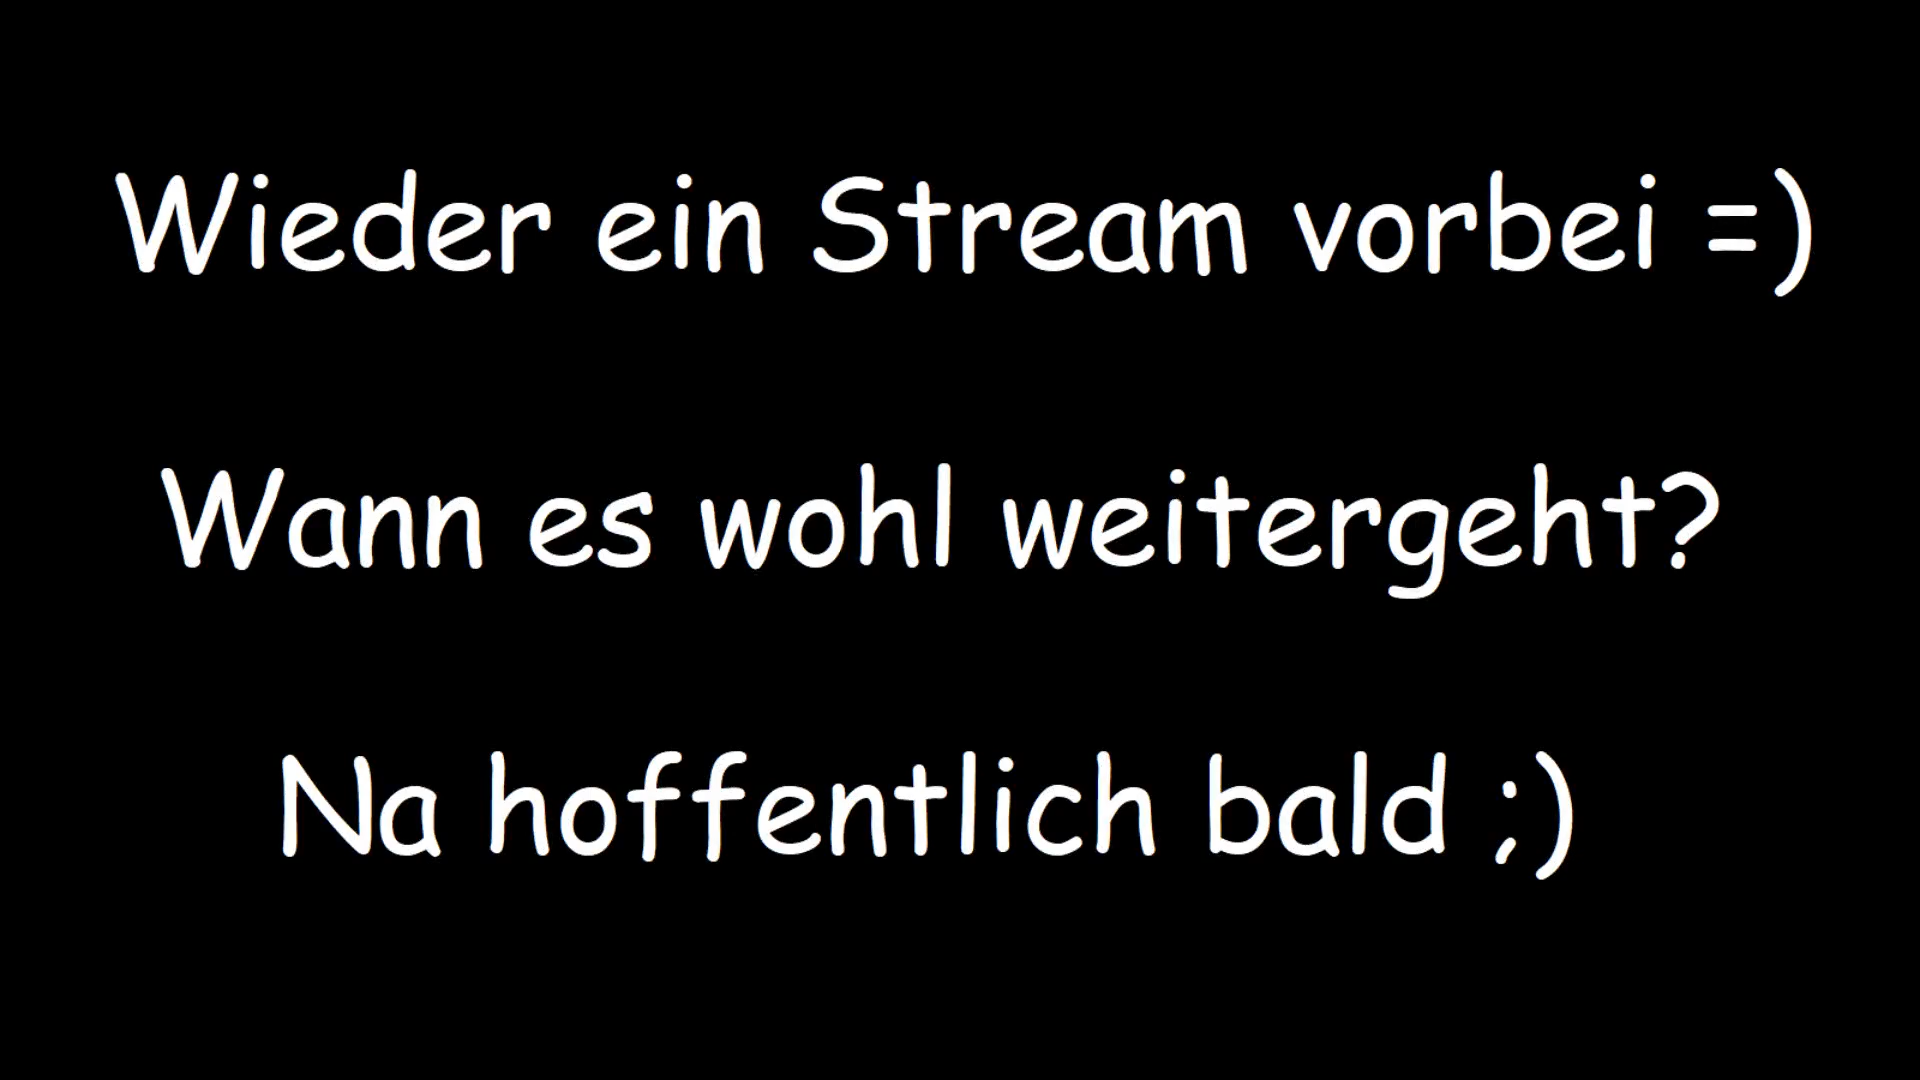 Wieder ein Stream vorbei =)
Wann es wohl weitergeht?
Na hoffentlich bald ;)